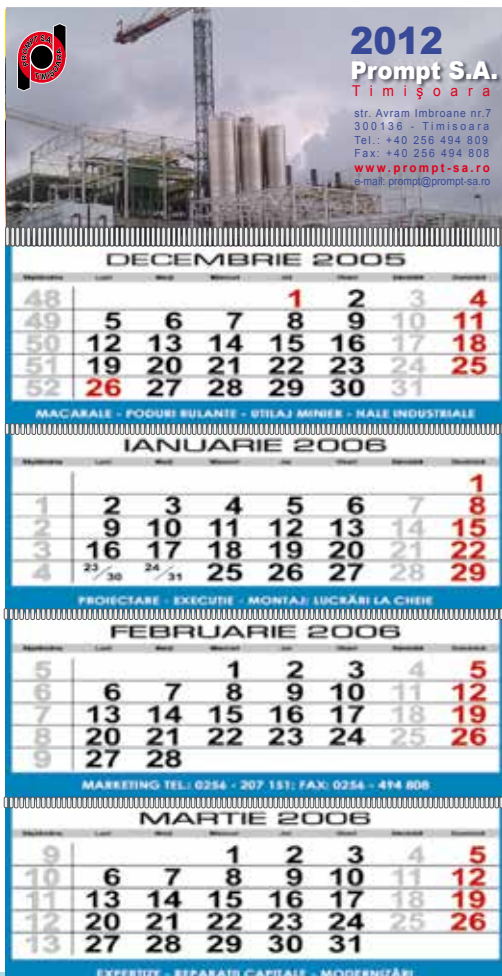 PROMPT SA
TIMISOARA
2012
Prompt S.A.
Timişoara
str. Avram Imbroane nr.7
300136 - Timisoara
Tel.: +40 256 494 809
Fax: +40 256 494 808
www.prompt-sa.ro
e-mail: prompt@prompt-sa.ro
DECEMBRIE 2005
48 1 2 3 4
49 5 6 7 8 9 10 11
50 12 13 14 15 16 17 18
51 19 20 21 22 23 24 25
52 26 27 28 29 30 31
MACARALE - PODURI RULANTE - UTILAJ MINIER - HALE INDUSTRIALE
IANUARIE 2006
1
1 2 3 4 5 6 7 8
2 9 10 11 12 13 14 15
3 16 17 18 19 20 21 22
4 23/30 24/31 25 26 27 28 29
PROIECTARE - EXECUTIE - MONTAJ: LUCRĂRI LA CHEIE
FEBRUARIE 2006
5 1 2 3 4 5
6 6 7 8 9 10 11 12
7 13 14 15 16 17 18 19
8 20 21 22 23 24 25 26
9 27 28
MARKETING TEL.: 0256 - 207 151; FAX: 0256 - 494 808
MARTIE 2006
9 1 2 3 4 5
10 6 7 8 9 10 11 12
11 13 14 15 16 17 18 19
12 20 21 22 23 24 25 26
13 27 28 29 30 31
EXPERTIZE - REPARATII CAPITALE - MODERNIZĂRI